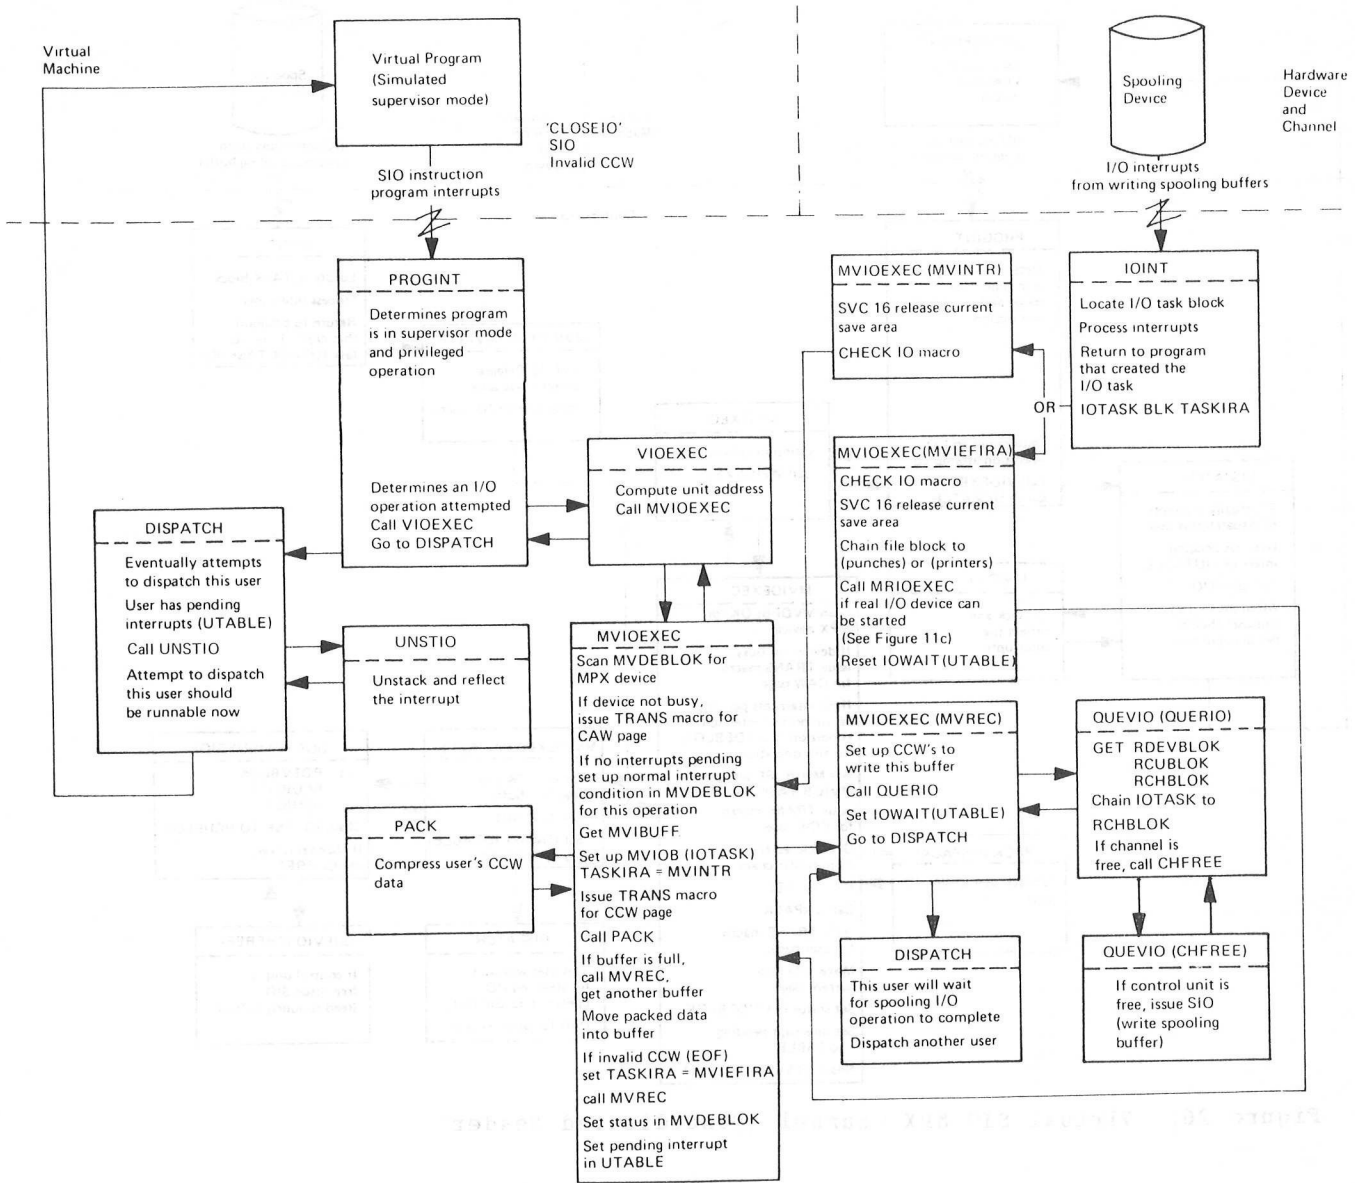 Virtual
Machine
Virtual Program
(Simulated
supervisor mode)
'CLOSEIO'
SIO
Invalid CCW
SIO instruction
program interrupts
Spooling
Device
Hardware
Device
and
Channel
I/O interrupts
from writing spooling buffers
PROGINT
Determines program
is in supervisor mode
and privileged
operation
Determines an I/O
operation attempted
Call VIOEXEC
Go to DISPATCH
MVIOEXEC (MVINTR)
SVC 16 release current
save area
CHECK IO macro
IOINT
Locate I/O task block
Process interrupts
Return to program
that created the
I/O task
IOTASK BLK TASKIRA
OR
VIOEXEC
Compute unit address
Call MVIOEXEC
MVIOEXEC(MVIEFIRA)
CHECK IO macro
SVC 16 release current
save area
Chain file block to
(punches) or (printers)
Call MRIOEXEC
if real I/O device can
be started
(See Figure 11c)
Reset IOWAIT(UTABLE)
DISPATCH
Eventually attempts
to dispatch this user
User has pending
interrupts (UTABLE)
Call UNSTIO
Attempt to dispatch
this user should
be runnable now
UNSTIO
Unstack and reflect
the interrupt
MVIOEXEC
Scan MVDEBLOK for
MPX device
If device not busy,
issue TRANS macro for
CAW page
If no interrupts pending
set up normal interrupt
condition in MVDEBLOK
for this operation
Get MVIBUFF
Set up MVIOB (IOTASK)
TASKIRA = MVINTR
Issue TRANS macro
for CCW page
Call PACK
If buffer is full,
call MVREC,
get another buffer
Move packed data
into buffer
If invalid CCW (EOF)
set TASKIRA = MVIEFIRA
call MVREC
Set status in MVDEBLOK
Set pending interrupt
in UTABLE
PACK
Compress user's CCW
data
MVIOEXEC (MVREC)
Set up CCW's to
write this buffer
Call QUERIO
Set IOWAIT(UTABLE)
Go to DISPATCH
QUEVIO (QUERIO)
GET RDEVBLOK
RCUBLOK
RCHBLOK
Chain IOTASK to
RCHBLOK
If channel is
free, call CHFREE
DISPATCH
This user will wait
for spooling I/O
operation to complete
Dispatch another user
QUEVIO (CHFREE)
If control unit is
free, issue SIO
(write spooling
buffer)